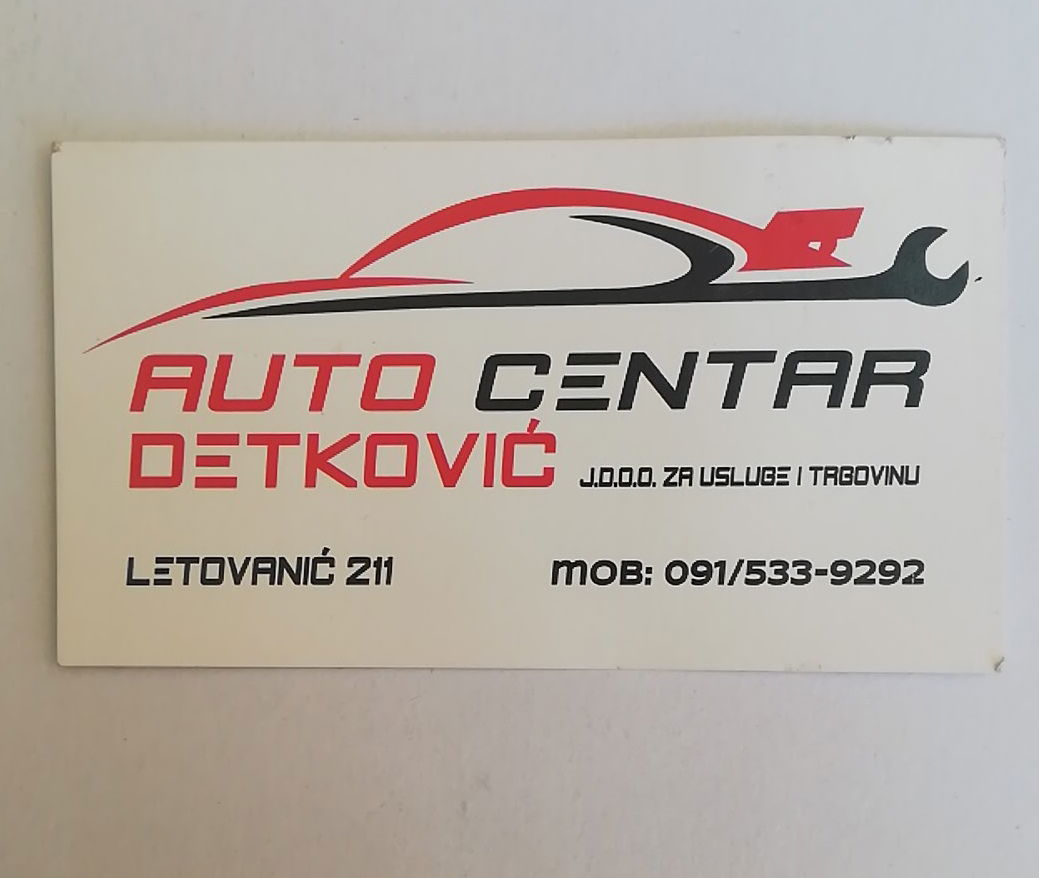 AUTO CENTAR
DETKOVIĆ J.D.O.O. ZA USLUGE I TRGOVINU
LETOVANIĆ 211
MOB: 091/533-9292